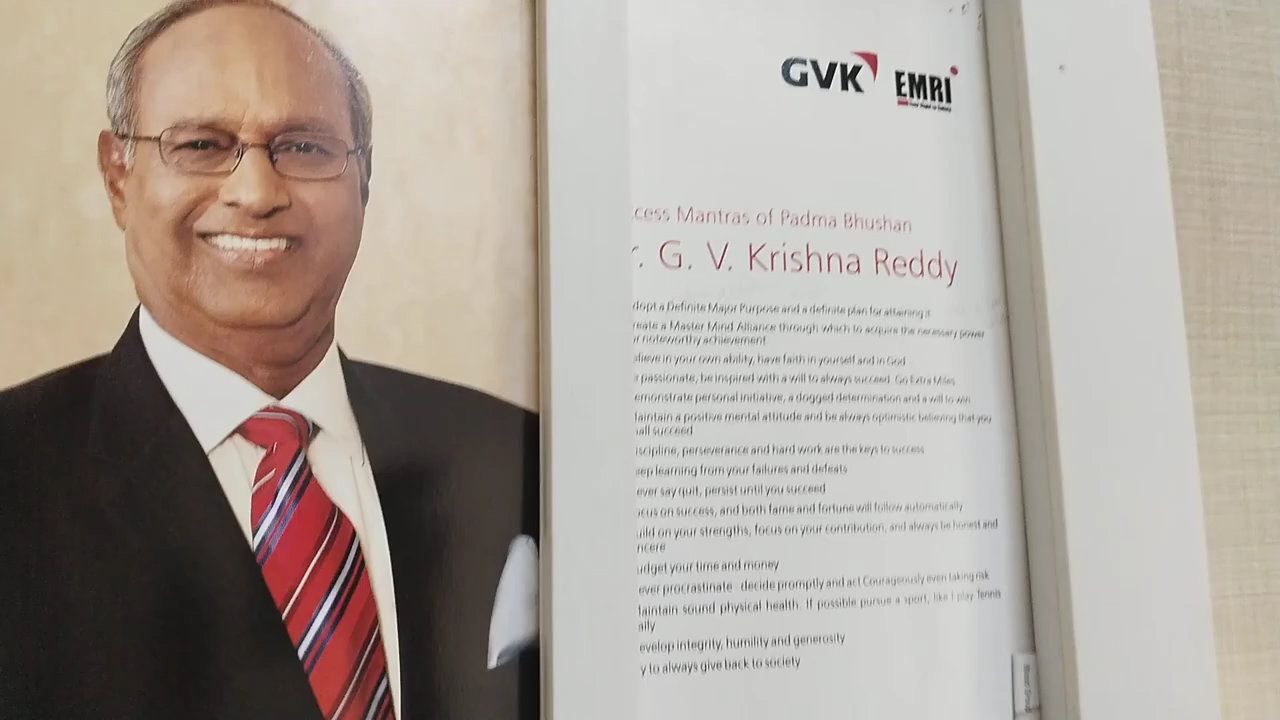 GVK
EMRI
cess Mantras of Padma Bhushan
r. G. V. Krishna Reddy
dopt a Definite Major Purpose and a definite plan for attaining it
reate a Master Mind Alliance through which to acquire the necessary power
or noteworthy achievement
elieve in your own ability, have faith in yourself and in God
e passionate, be inspired with a will to always succeed. Go Extra Miles
emonstrate personal initiative, a dogged determination and a will to win
aintain a positive mental attitude and be always optimistic believing that you
hall succeed
iscipline, perseverance and hard work are the keys to success
eep learning from your failures and defeats
ever say quit, persist until you succeed
ocus on success, and both fame and fortune will follow automatically
uild on your strengths, focus on your contribution, and always be honest and
ncere
udget your time and money
ever procrastinate decide promptly and act Courageously even taking risk
aintain sound physical health. If possible pursue a sport, like I play Tennis
aily
evelop integrity, humility and generosity
y to always give back to society